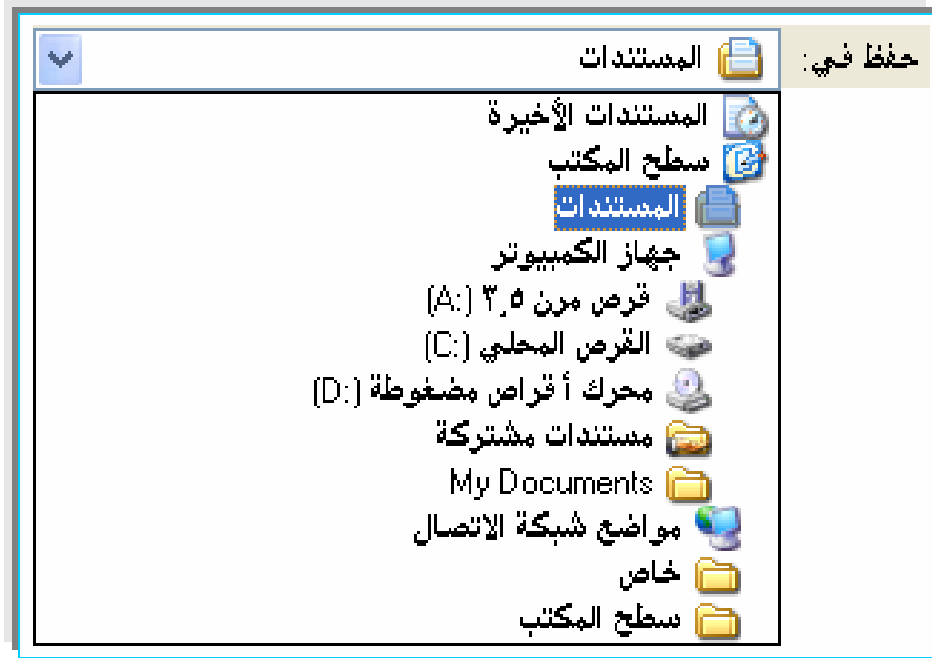 حفظ في: المستندات
المستندات الأخيرة
سطح المكتب
المستندات
جهاز الكمبيوتر
قرص مرن ٣,٥ (A:)
القرص المحلي (C:)
محرك أقراص مضغوطة (D:)
مستندات مشتركة
My Documents
مواضع شبكة الاتصال
خاص
سطح المكتب